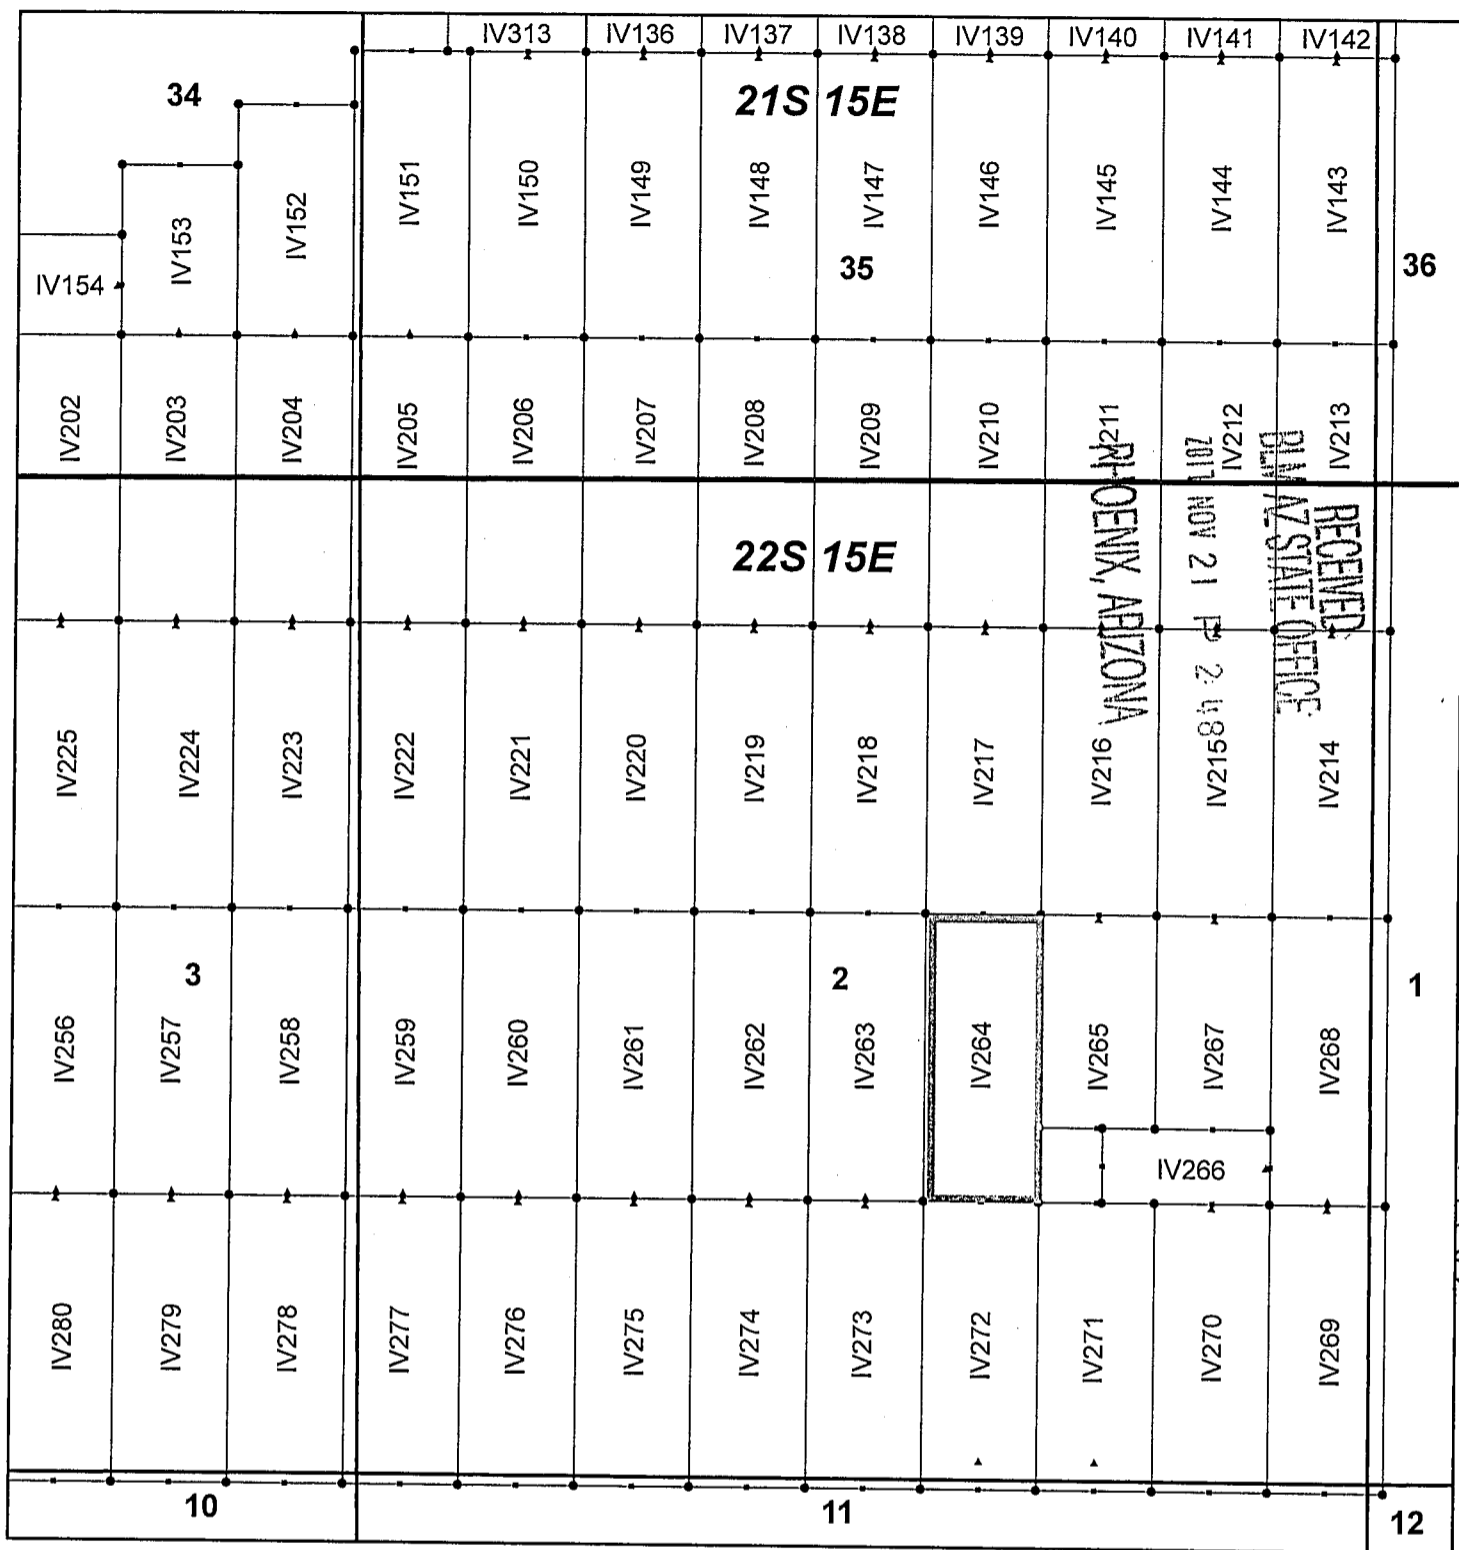 IV313 IV136 IV137 IV138 IV139 IV140 IV141 IV142
34
21S 15E
IV154 IV153 IV152 IV151 IV150 IV149 IV148 IV147 IV146 IV145 IV144 IV143
35 36
IV202 IV203 IV204 IV205 IV206 IV207 IV208 IV209 IV210 IV211 IV212 IV213
22S 15E
RECEIVED
BLM AZ STATE OFFICE
2017 NOV 21 P 2:48
PHOENIX, ARIZONA
IV225 IV224 IV223 IV222 IV221 IV220 IV219 IV218 IV217 IV216 IV215 IV214
3 2 1
IV256 IV257 IV258 IV259 IV260 IV261 IV262 IV263 IV264 IV265 IV267 IV268
IV266
IV280 IV279 IV278 IV277 IV276 IV275 IV274 IV273 IV272 IV271 IV270 IV269
10 11 12